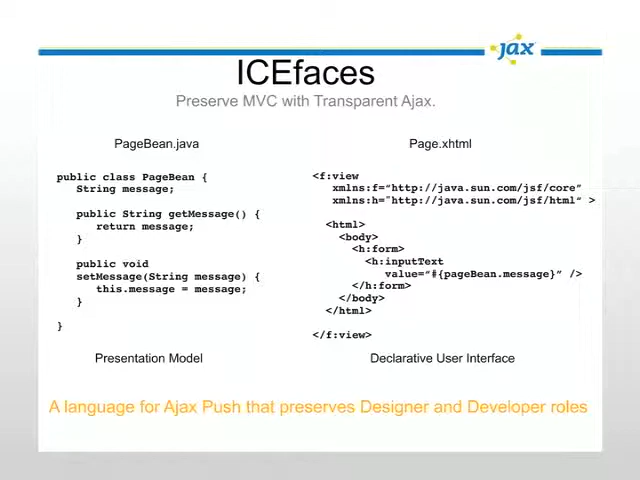 jax
ICEfaces
Preserve MVC with Transparent Ajax.
PageBean.java
public class PageBean {
String message;
public String getMessage() {
return message;
}
public void
setMessage(String message) {
this.message = message;
}
}
Presentation Model
Page.xhtml
<f:view
xmlns:f=“http://java.sun.com/jsf/core”
xmlns:h="http://java.sun.com/jsf/html” >
<html>
<body>
<h:form>
<h:inputText
value=“#{pageBean.message}” />
</h:form>
</body>
</html>
</f:view>
Declarative User Interface
A language for Ajax Push that preserves Designer and Developer roles